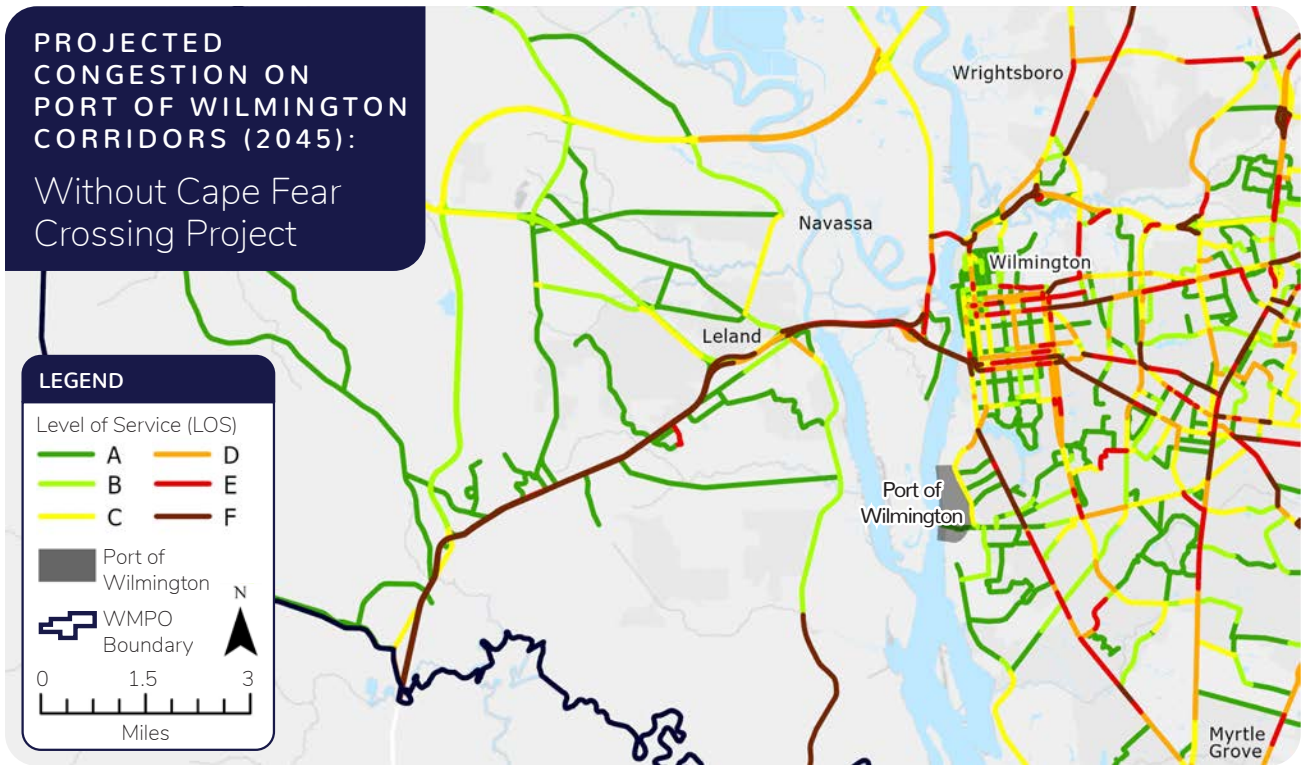 PROJECTED
CONGESTION ON
PORT OF WILMINGTON
CORRIDORS (2045):
Without Cape Fear
Crossing Project
Wrightsboro
Navassa
Wilmington
Leland
Port of
Wilmington
Myrtle
Grove
LEGEND
Level of Service (LOS)
A D
B E
C F
Port of
Wilmington
N
WMPO
Boundary
0 1.5 3
Miles